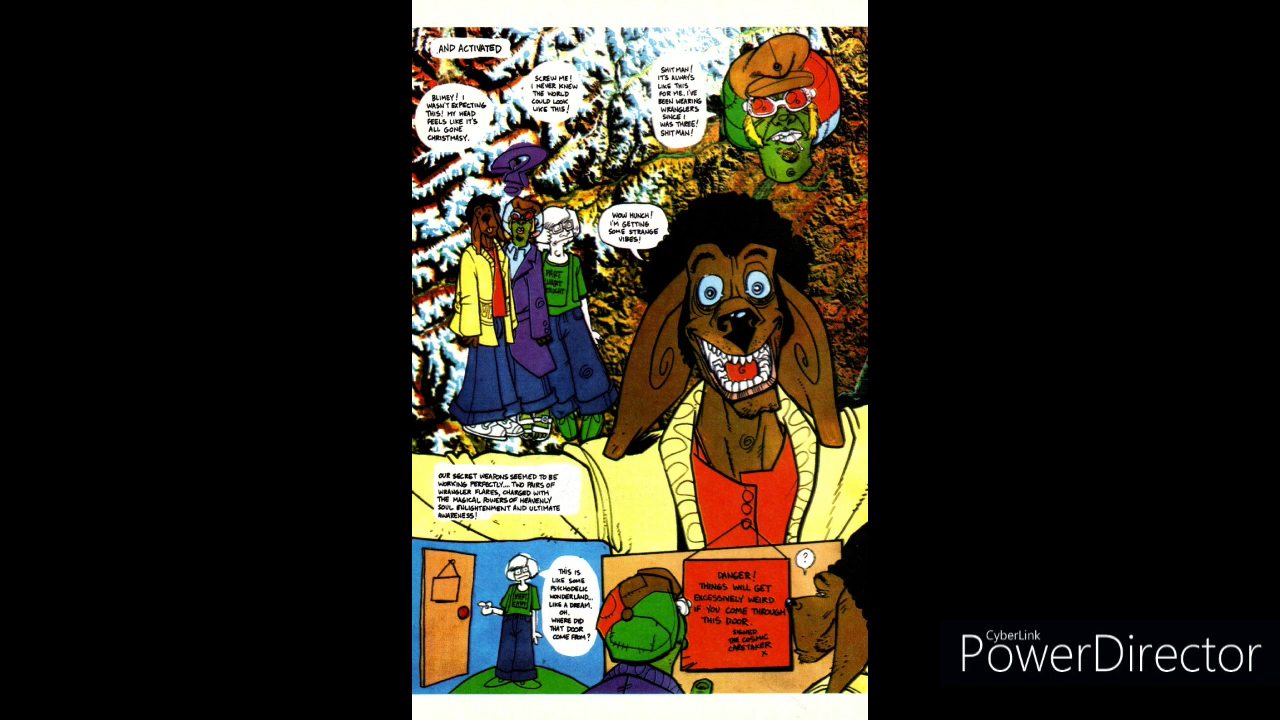 AND ACTIVATED
BLIMEY! I
WASN'T EXPECTING
THIS! MY HEAD
FEELS LIKE IT'S
ALL GONE
CHRISTMASY.
SCREW ME!
I NEVER KNEW
THE WORLD
COULD LOOK
LIKE THIS!
SHIT MAN!
IT'S ALWAYS
LIKE THIS
FOR ME. I'VE
BEEN WEARING
WRANGLERS
SINCE I
WAS THREE!
SHIT MAN!
WOW HUNCH!
I'M GETTING
SOME STRANGE
VIBES!
OUR SECRET WEAPONS SEEMED TO BE
WORKING PERFECTLY.... TWO PAIRS OF
WRANGLER FLARES, CHARGED WITH
THE MAGICAL POWERS OF HEAVENLY
SOUL ENLIGHTENMENT AND ULTIMATE
AWARENESS!
THIS IS
LIKE SOME
PSYCHODELIC
WONDERLAND...
LIKE A DREAM.
OH.
WHERE DID
THAT DOOR
COME FROM?
?
DANGER!
THINGS WILL GET
EXCESSIVELY WEIRD
IF YOU COME THROUGH
THIS DOOR.
SIGNED
THE COSMIC
CARETAKER
X
CyberLink
PowerDirector